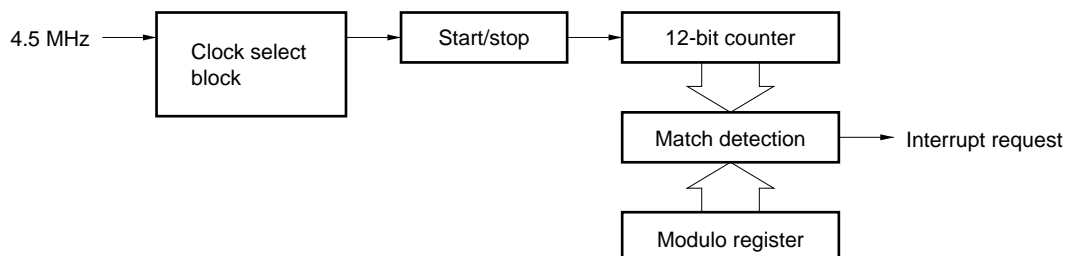 4.5 MHz
Clock select
block
Start/stop
12-bit counter
Match detection
Interrupt request
Modulo register